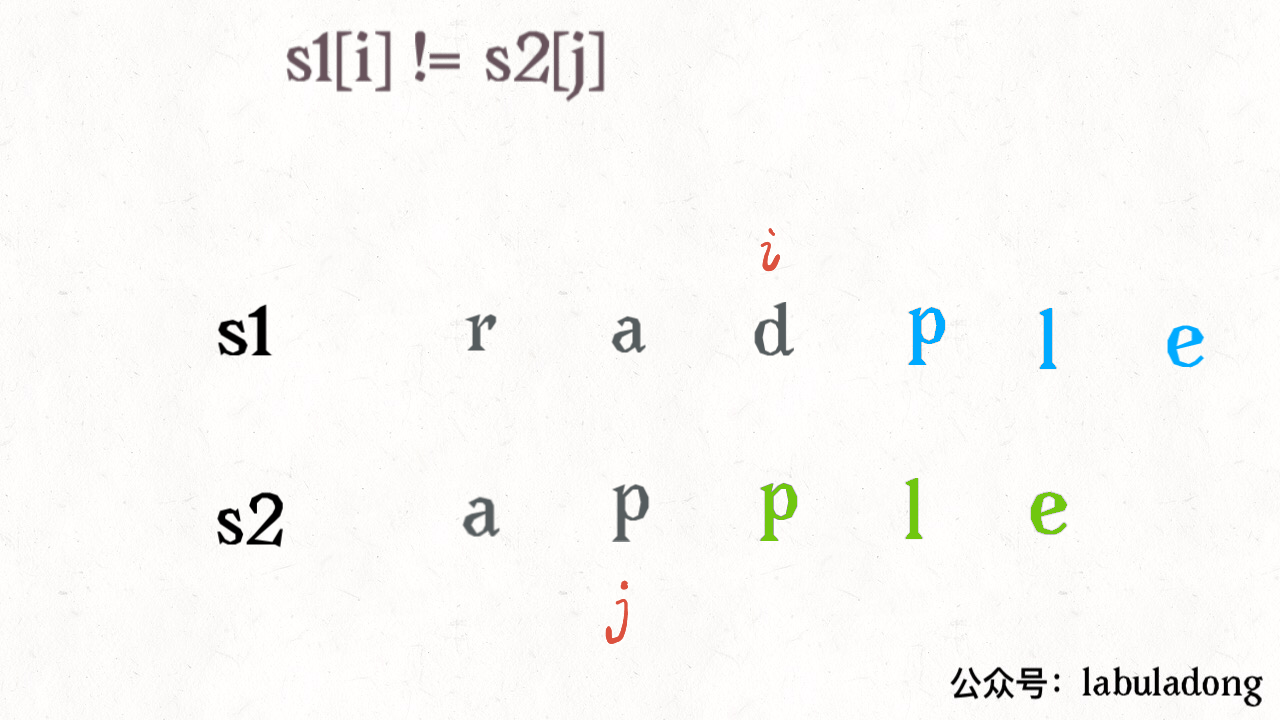 s1[i] != s2[j]
i
s1 r a d p l e
s2 a p p l e
j
公众号：labuladong